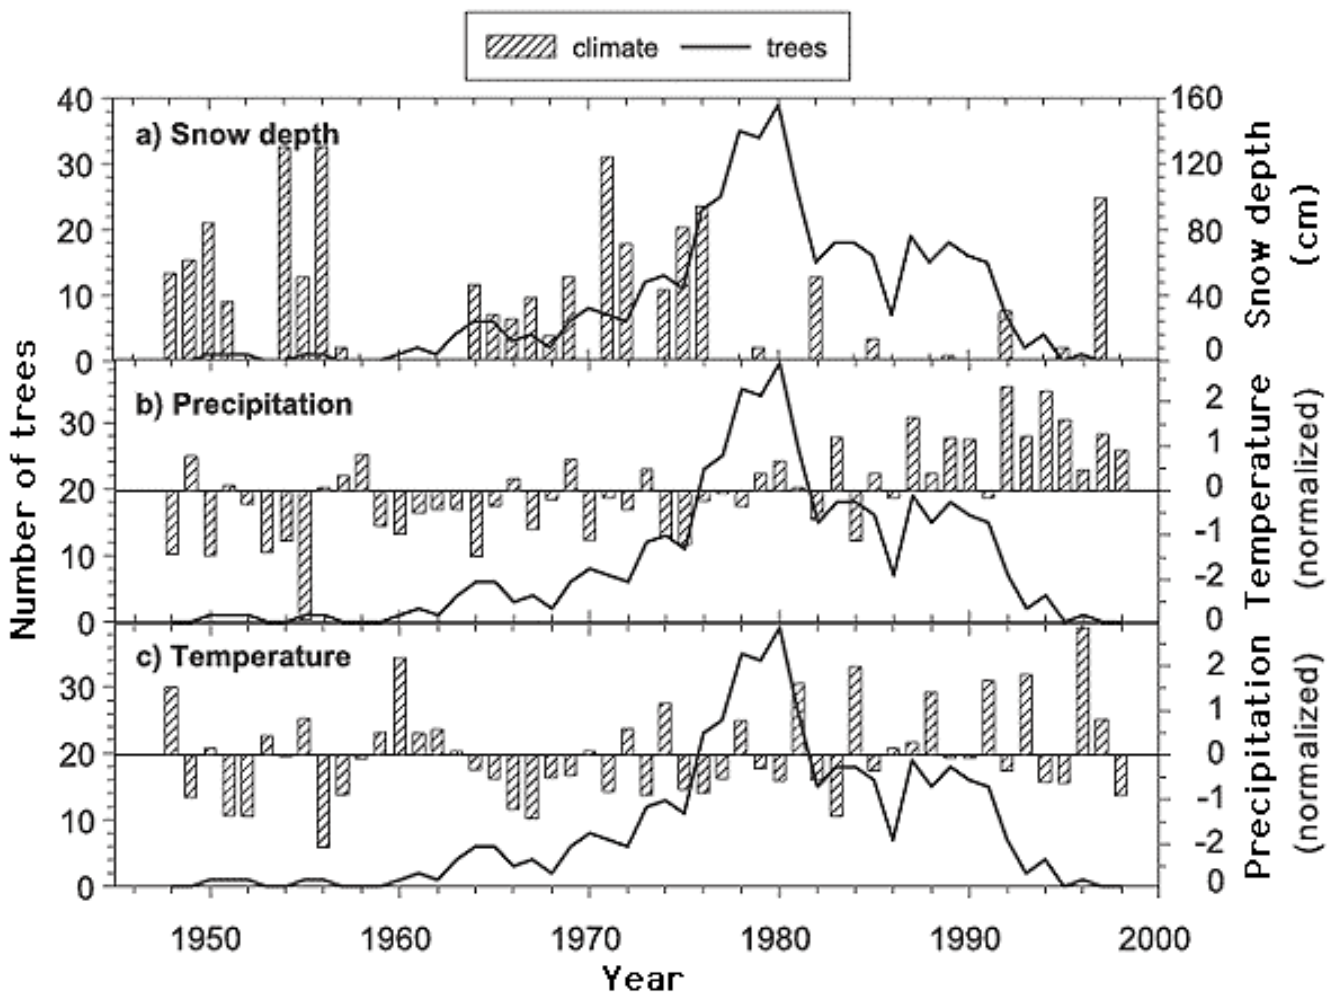 climate trees
a) Snow depth
40
30
20
10
0
160
120
80
40
0
Snow depth
(cm)
b) Precipitation
30
20
10
0
2
1
0
-1
-2
0
Temperature
(normalized)
c) Temperature
30
20
10
0
2
1
0
-1
-2
0
Precipitation
(normalized)
Number of trees
1950 1960 1970 1980 1990 2000
Year